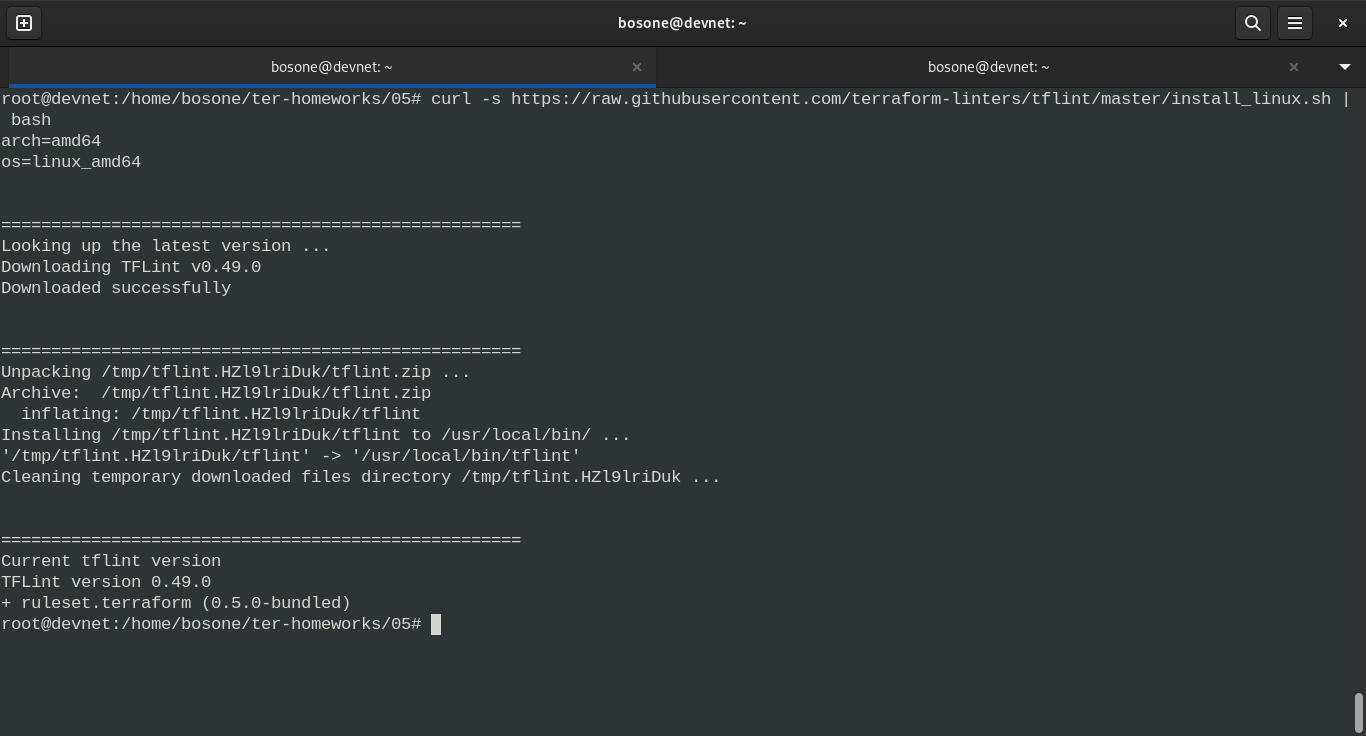 bosone@devnet: ~
bosone@devnet: ~
bosone@devnet: ~
root@devnet:/home/bosone/ter-homeworks/05# curl -s https://raw.githubusercontent.com/terraform-linters/tflint/master/install_linux.sh |
 bash
arch=amd64
os=linux_amd64
====================================================
Looking up the latest version ...
Downloading TFLint v0.49.0
Downloaded successfully
====================================================
Unpacking /tmp/tflint.HZl9lriDuk/tflint.zip ...
Archive:  /tmp/tflint.HZl9lriDuk/tflint.zip
  inflating: /tmp/tflint.HZl9lriDuk/tflint
Installing /tmp/tflint.HZl9lriDuk/tflint to /usr/local/bin/ ...
'/tmp/tflint.HZl9lriDuk/tflint' -> '/usr/local/bin/tflint'
Cleaning temporary downloaded files directory /tmp/tflint.HZl9lriDuk ...
====================================================
Current tflint version
TFLint version 0.49.0
+ ruleset.terraform (0.5.0-bundled)
root@devnet:/home/bosone/ter-homeworks/05#